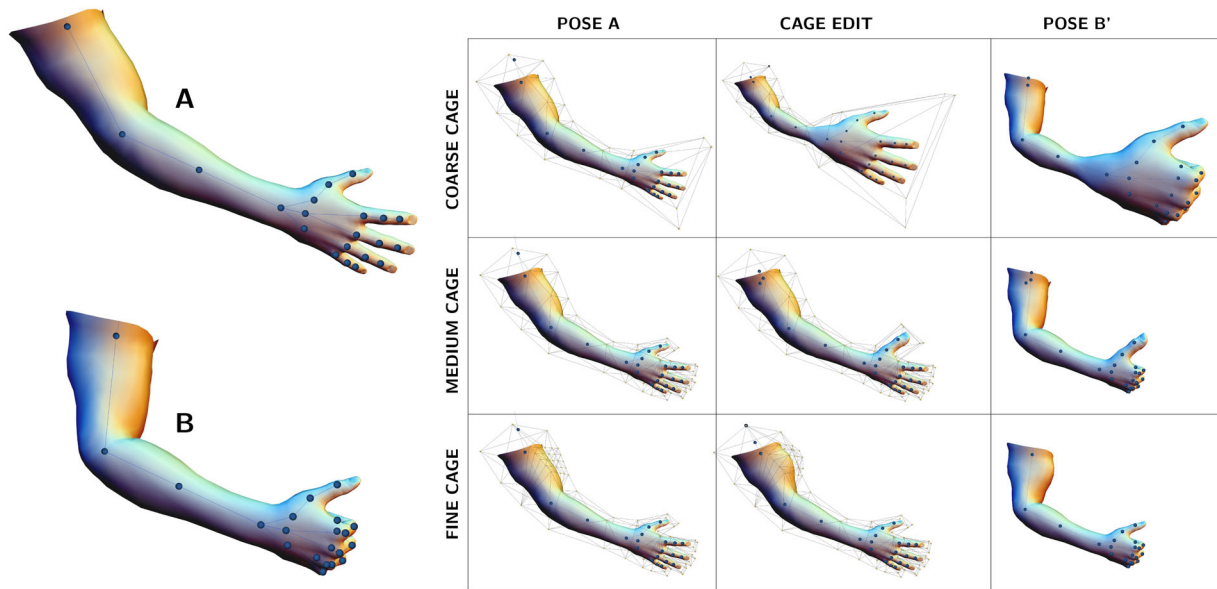 A
B
POSE A
CAGE EDIT
POSE B'
COARSE CAGE
MEDIUM CAGE
FINE CAGE